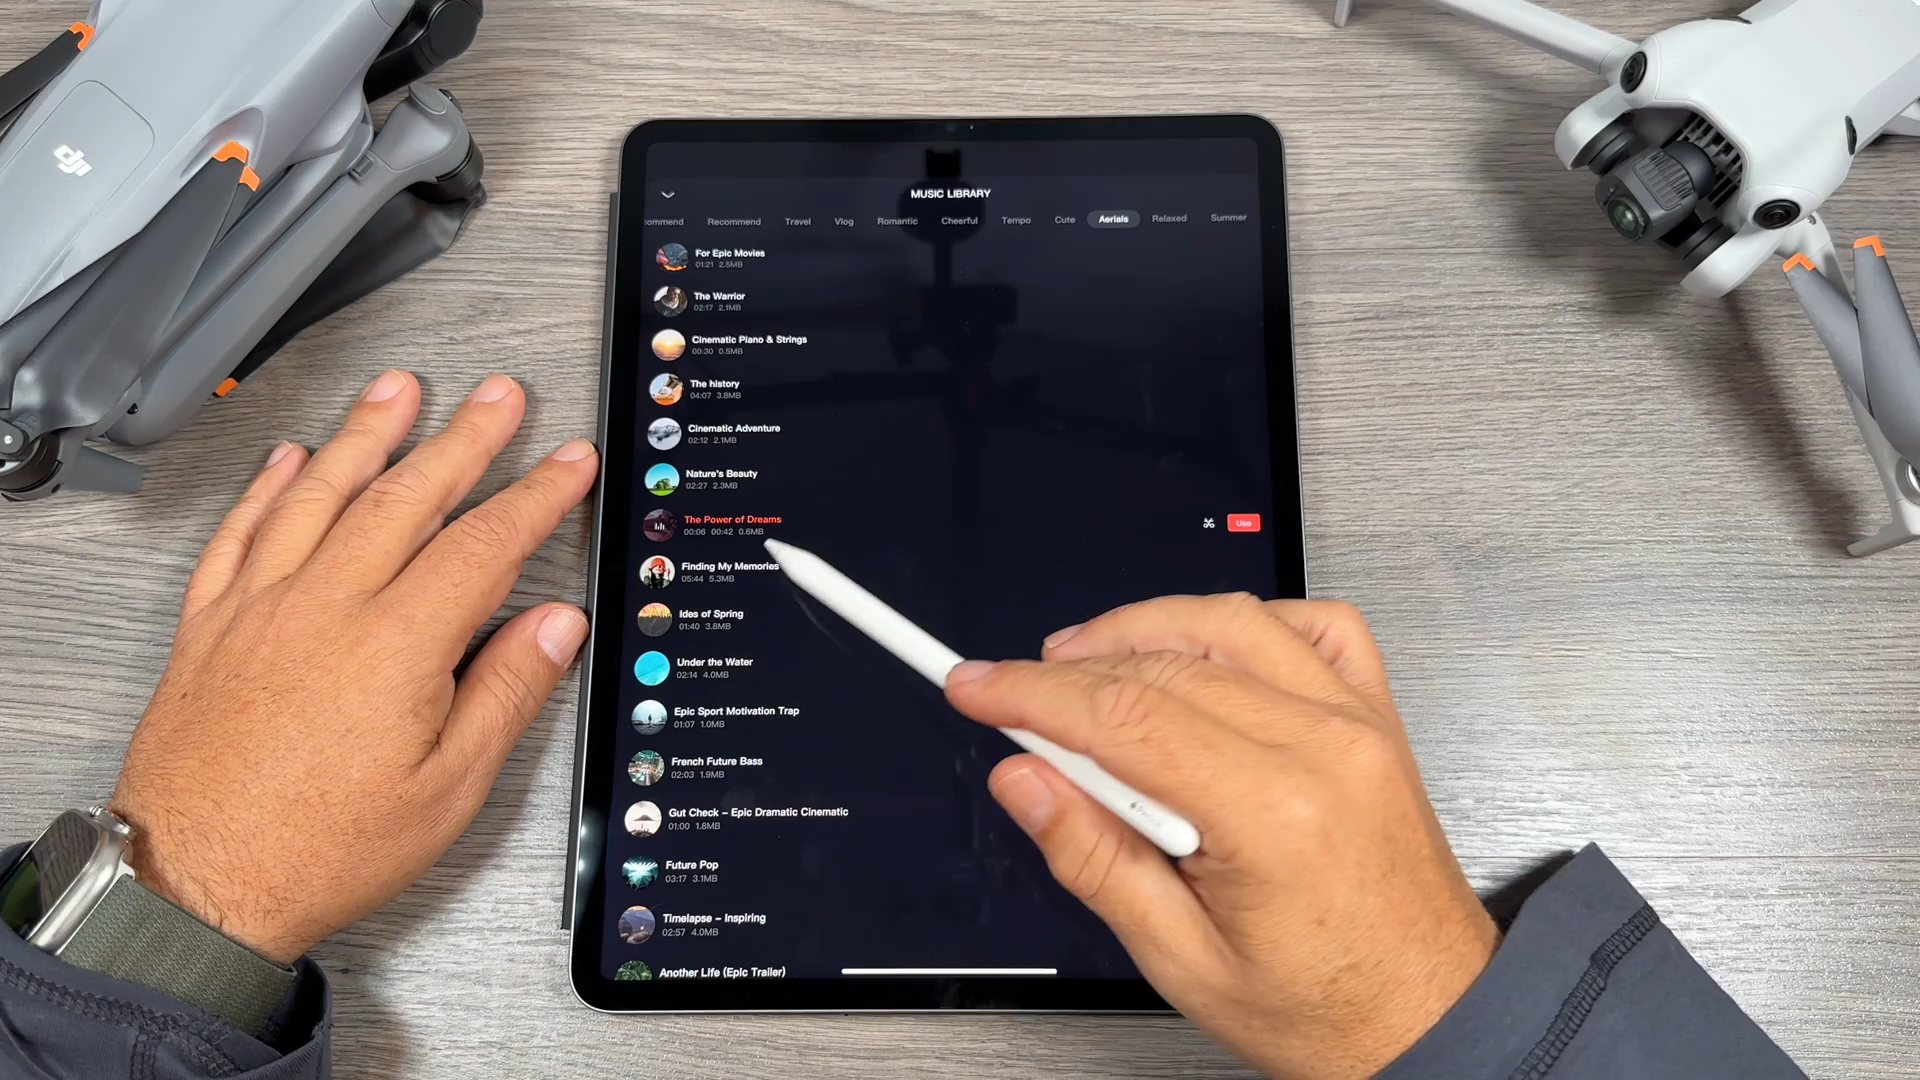 dji
MUSIC LIBRARY
commend Recommend Travel Vlog Romantic Cheerful Tempo Cute Aerials Relaxed Summer
For Epic Movies
01:21 2.5MB
The Warrior
02:17 2.1MB
Cinematic Piano & Strings
00:30 0.5MB
The history
04:07 3.8MB
Cinematic Adventure
02:12 2.1MB
Nature's Beauty
02:27 2.3MB
The Power of Dreams
00:06 00:42 0.6MB
Use
Finding My Memories
05:44 5.3MB
Ides of Spring
01:40 3.8MB
Under the Water
02:14 4.0MB
Epic Sport Motivation Trap
01:07 1.0MB
French Future Bass
02:03 1.9MB
Gut Check – Epic Dramatic Cinematic
01:00 1.8MB
Future Pop
03:17 3.1MB
Timelapse – Inspiring
02:57 4.0MB
Another Life (Epic Trailer)